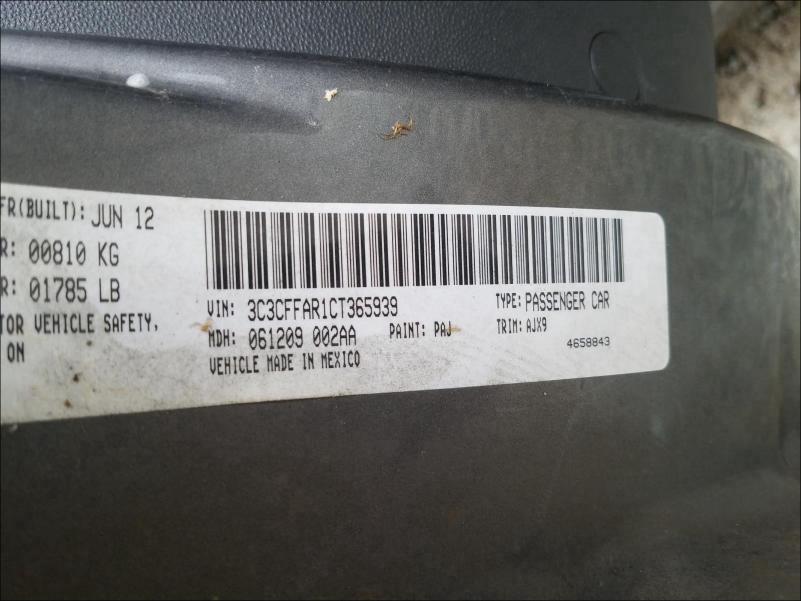 FR(BUILT): JUN 12
R: 00810 KG
R: 01785 LB
TOR VEHICLE SAFETY,
ON
VIN: 3C3CFFAR1CT365939
TYPE: PASSENGER CAR
MDH: 061209 002AA
PAINT: PAJ
TRIM: AJX9
VEHICLE MADE IN MEXICO
4658843